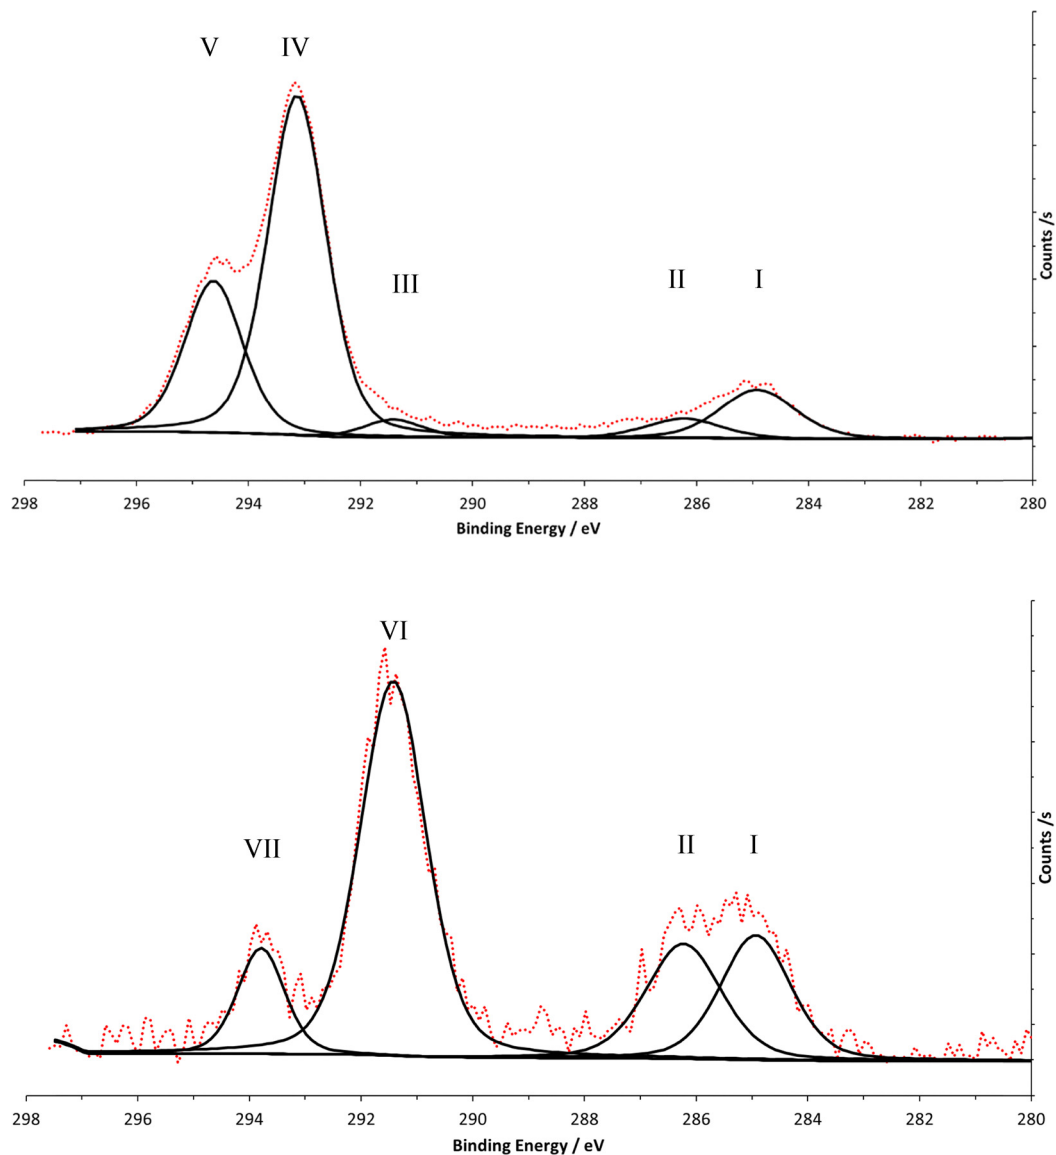 V IV
III II I
Counts /s
298 296 294 292 290 288 286 284 282 280
Binding Energy / eV
VI
VII II I
Counts /s
298 296 294 292 290 288 286 284 282 280
Binding Energy / eV